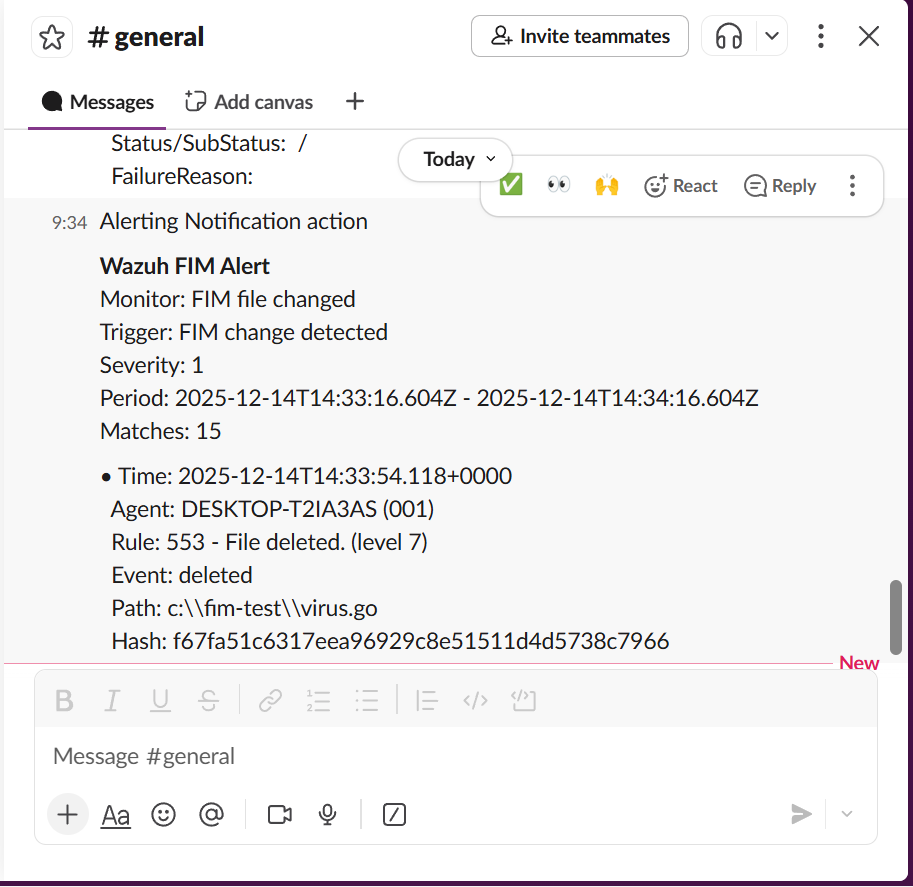 # general
Invite teammates
Messages
Add canvas
Status/SubStatus: /
FailureReason:
Today
React
Reply
9:34 Alerting Notification action
Wazuh FIM Alert
Monitor: FIM file changed
Trigger: FIM change detected
Severity: 1
Period: 2025-12-14T14:33:16.604Z - 2025-12-14T14:34:16.604Z
Matches: 15
• Time: 2025-12-14T14:33:54.118+0000
Agent: DESKTOP-T2IA3AS (001)
Rule: 553 - File deleted. (level 7)
Event: deleted
Path: c:\\fim-test\\virus.go
Hash: f67fa51c6317eea96929c8e51511d4d5738c7966
New
B I U S
Message #general
Aa